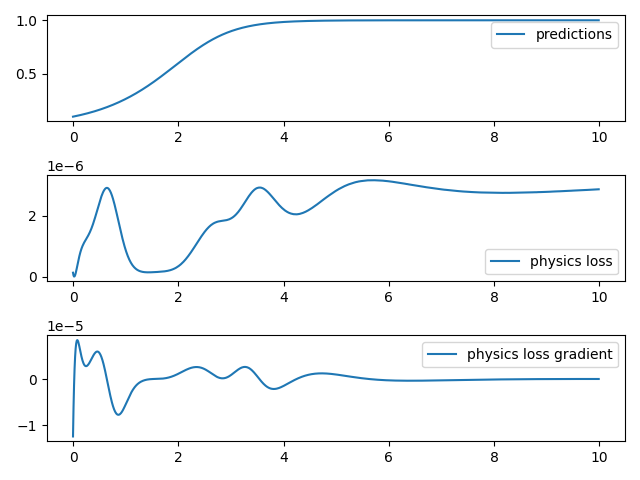 1.0
0.5
predictions
0 2 4 6 8 10
1e−6
2
0
physics loss
0 2 4 6 8 10
1e−5
0
−1
physics loss gradient
0 2 4 6 8 10